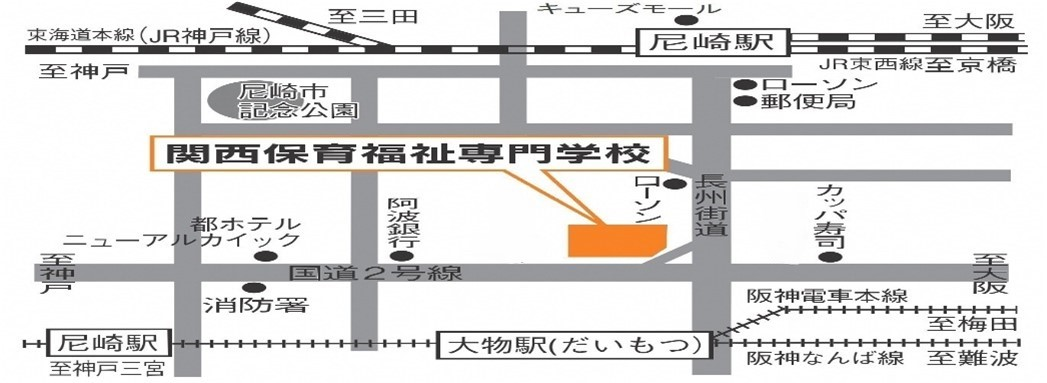 至三田
キューズモール
至大阪
東海道本線(JR神戸線)
尼崎駅
JR東西線至京橋
至神戸
尼崎市
記念公園
ローソン
郵便局
関西保育福祉専門学校
ローソン
長州街道
カッパ寿司
阿波銀行
都ホテル
ニューアルカイック
至神戸
国道2号線
至大阪
消防署
阪神電車本線
至梅田
尼崎駅
大物駅(だいもつ)
阪神なんば線
至難波
至神戸三宮